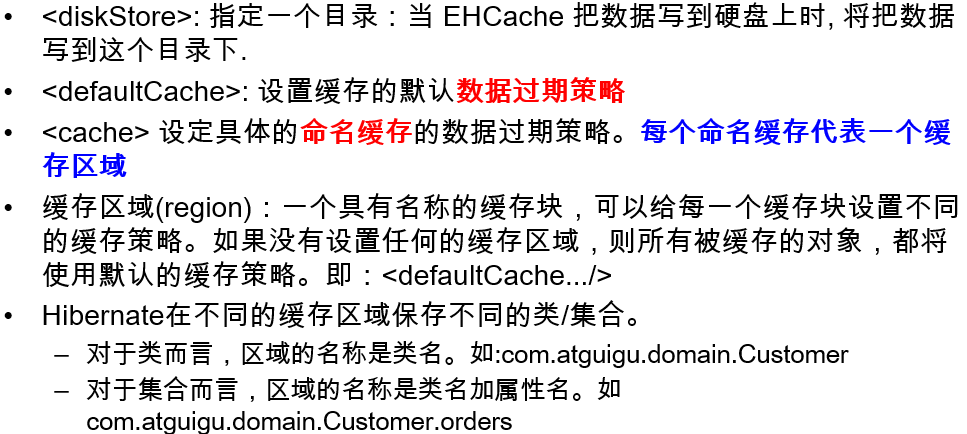 • <diskStore>: 指定一个目录：当 EHCache 把数据写到硬盘上时, 将把数据
写到这个目录下.
• <defaultCache>: 设置缓存的默认数据过期策略
• <cache> 设定具体的命名缓存的数据过期策略。每个命名缓存代表一个缓
存区域
• 缓存区域(region)：一个具有名称的缓存块，可以给每一个缓存块设置不同
的缓存策略。如果没有设置任何的缓存区域，则所有被缓存的对象，都将
使用默认的缓存策略。即：<defaultCache.../>
• Hibernate在不同的缓存区域保存不同的类/集合。
– 对于类而言，区域的名称是类名。如:com.atguigu.domain.Customer
– 对于集合而言，区域的名称是类名加属性名。如
com.atguigu.domain.Customer.orders